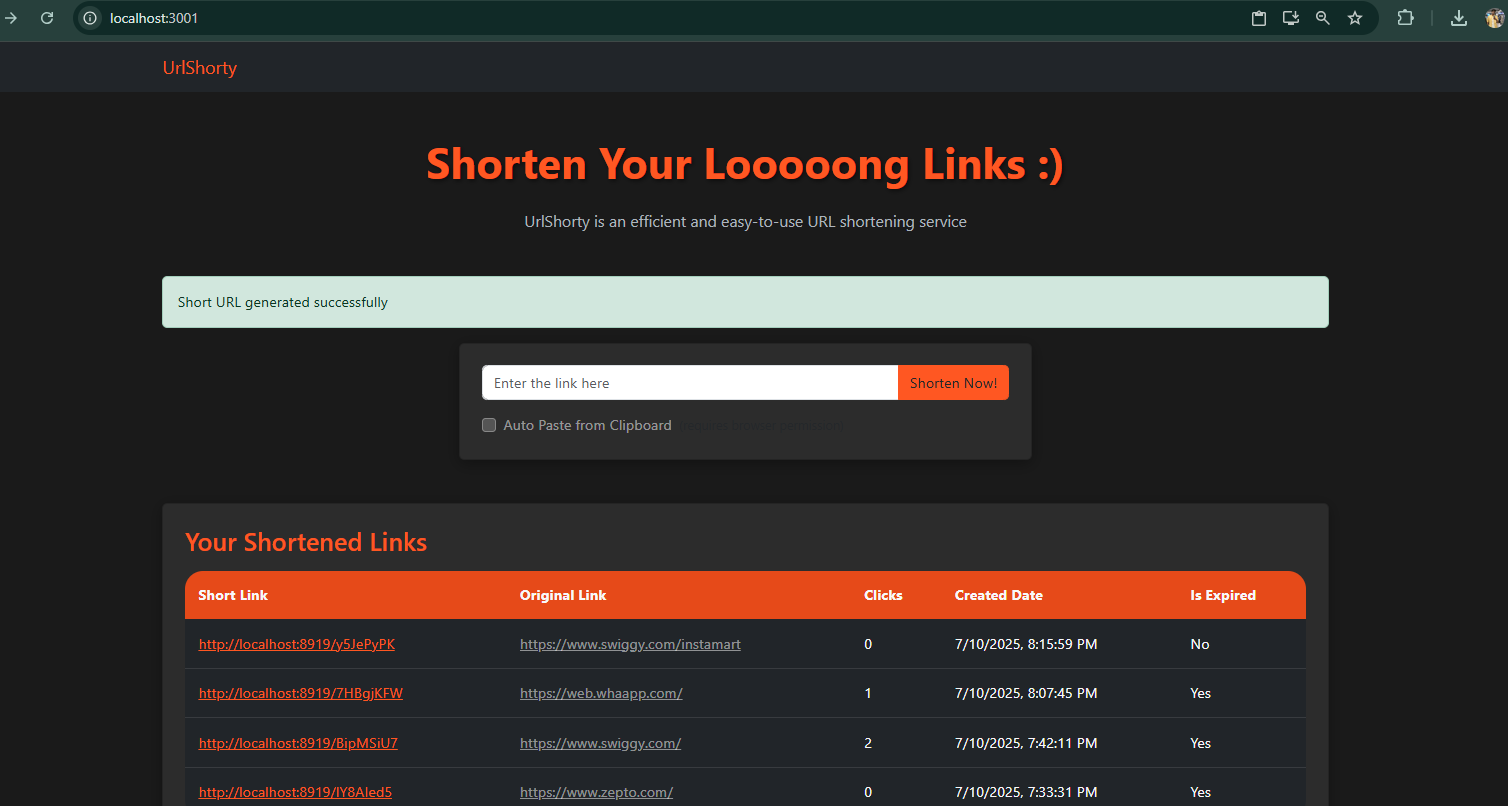 localhost:3001
UrlShorty
Shorten Your Looooong Links :)
UrlShorty is an efficient and easy-to-use URL shortening service
Short URL generated successfully
Enter the link here
Shorten Now!
Auto Paste from Clipboard (requires browser permission)
Your Shortened Links
Short Link Original Link Clicks Created Date Is Expired
http://localhost:8919/y5JePyPK https://www.swiggy.com/instamart 0 7/10/2025, 8:15:59 PM No
http://localhost:8919/7HBgjKFW https://web.whaapp.com/ 1 7/10/2025, 8:07:45 PM Yes
http://localhost:8919/BipMSiU7 https://www.swiggy.com/ 2 7/10/2025, 7:42:11 PM Yes
https://www.zepto.com/ 0 7/10/2025, 7:33:31 PM Yes